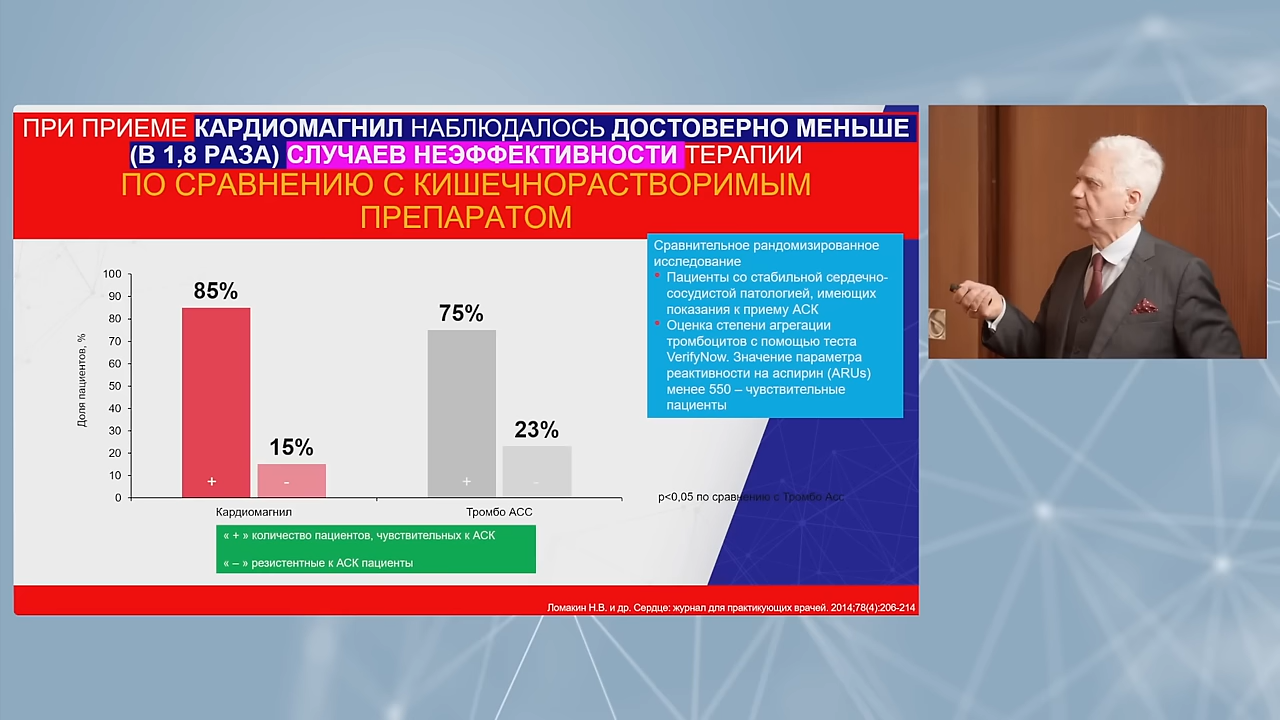 ПРИ ПРИЕМЕ КАРДИОМАГНИЛ НАБЛЮДАЛОСЬ ДОСТОВЕРНО МЕНЬШЕ
(В 1,8 РАЗА) СЛУЧАЕВ НЕЭФФЕКТИВНОСТИ ТЕРАПИИ
ПО СРАВНЕНИЮ С КИШЕЧНОРАСТВОРИМЫМ
ПРЕПАРАТОМ
Доля пациентов, %
100
90
80
70
60
50
40
30
20
10
0
85%
15%
75%
23%
+
-
+
-
Кардиомагнил
Тромбо АСС
« + » количество пациентов, чувствительных к АСК
« – » резистентные к АСК пациенты
Сравнительное рандомизированное
исследование
• Пациенты со стабильной сердечно-
сосудистой патологией, имеющих
показания к приему АСК
• Оценка степени агрегации
тромбоцитов с помощью теста
VerifyNow. Значение параметра
реактивности на аспирин (ARUs)
менее 550 – чувствительные
пациенты
р<0,05 по сравнению с Тромбо Асс
Ломакин Н.В. и др. Сердце: журнал для практикующих врачей. 2014;78(4):206-214